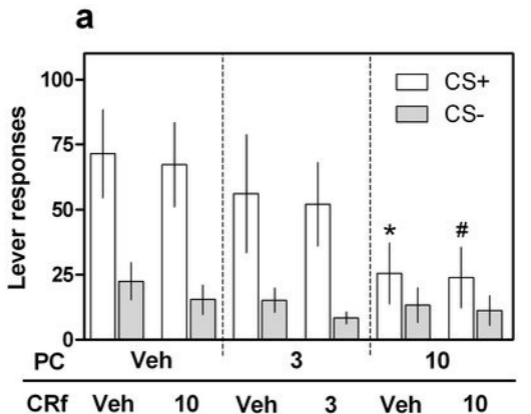 a
Lever responses
100
75
50
25
0
CS+
CS-
*
#
PC Veh 3 10
CRf Veh 10 Veh 3 Veh 10